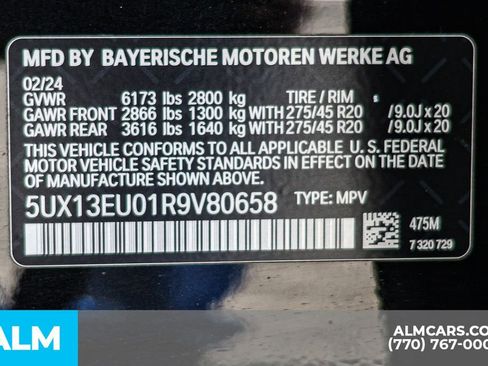 MFD BY BAYERISCHE MOTOREN WERKE AG
02/24
GVWR 6173 lbs 2800 kg TIRE / RIM
GAWR FRONT 2866 lbs 1300 kg WITH 275/45 R20 /9.0J x 20
GAWR REAR 3616 lbs 1640 kg WITH 275/45 R20 /9.0J x 20
THIS VEHICLE CONFORMS TO ALL APPLICABLE U. S. FEDERAL
MOTOR VEHICLE SAFETY STANDARDS IN EFFECT ON THE DATE
OF MANUFACTURE SHOWN ABOVE.
5UX13EU01R9V80658 TYPE: MPV
475M
7 320 729
ALM
ALMCARS.CO
(770) 767-000